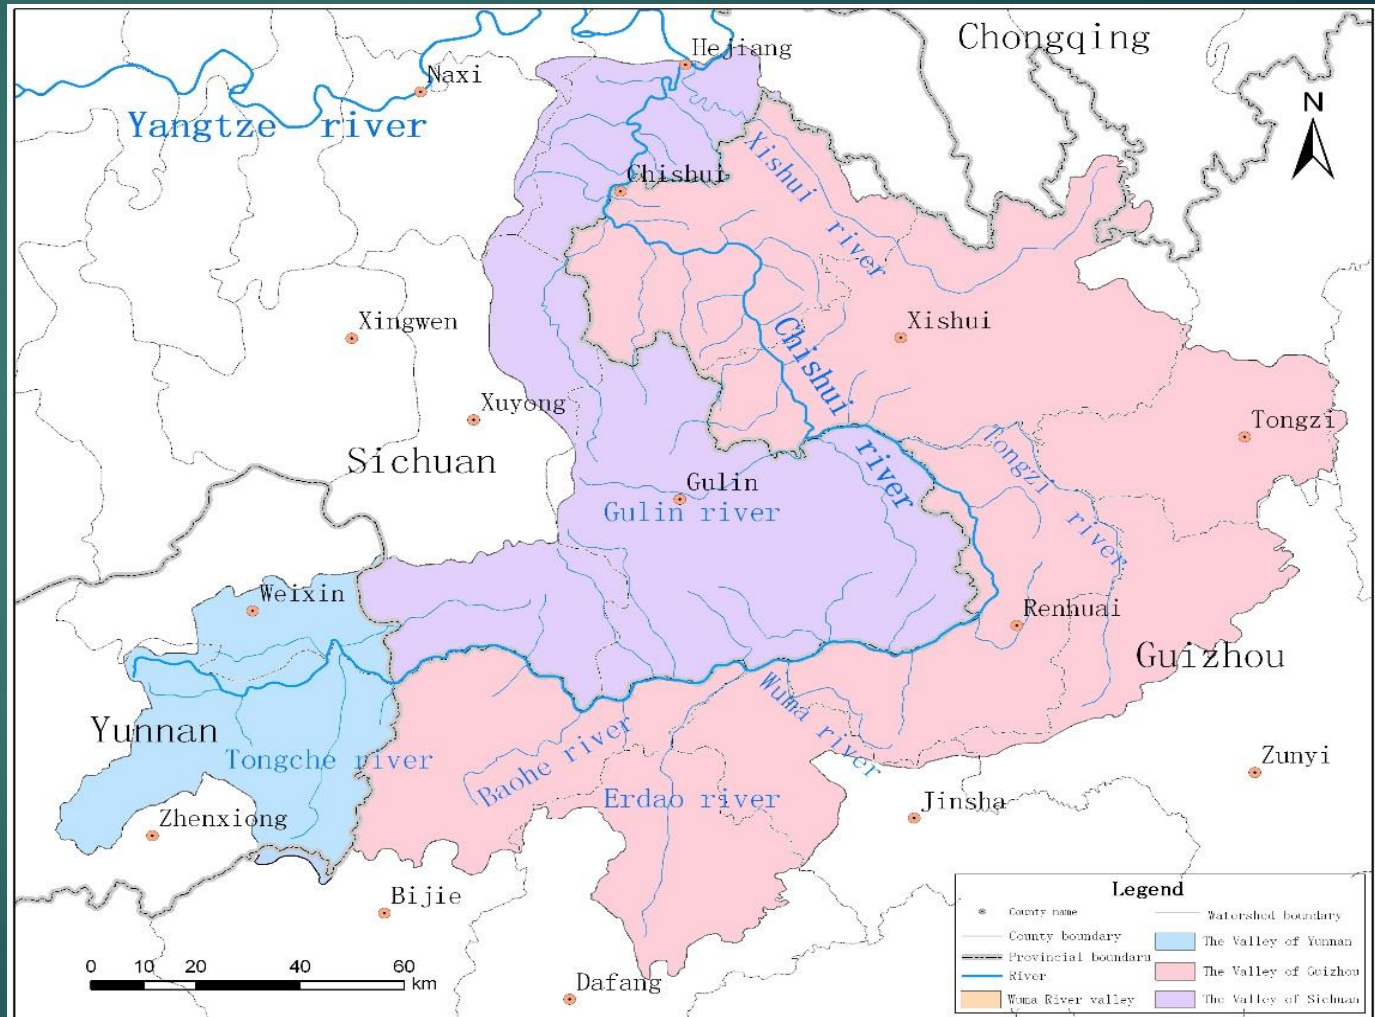 Chongqing
Hejiang
Naxi
N
Yangtze river
Xishui river
Chishui
Xingwen
Xishui
Chishui river
Xuyong
Tongzi
Sichuan
Tongzi river
Gulin
Gulin river
Weixin
Renhuai
Guizhou
Yunnan
Wuma river
Tongche river
Baohe river
Zunyi
Erdao river
Jinsha
Zhenxiong
Bijie
Dafang
0 10 20 40 60 km
Legend
County name
Watershed boundary
County boundary
The Valley of Yunnan
Provincial boundary
River
The Valley of Guizhou
Wuma River valley
The Valley of Sichuan